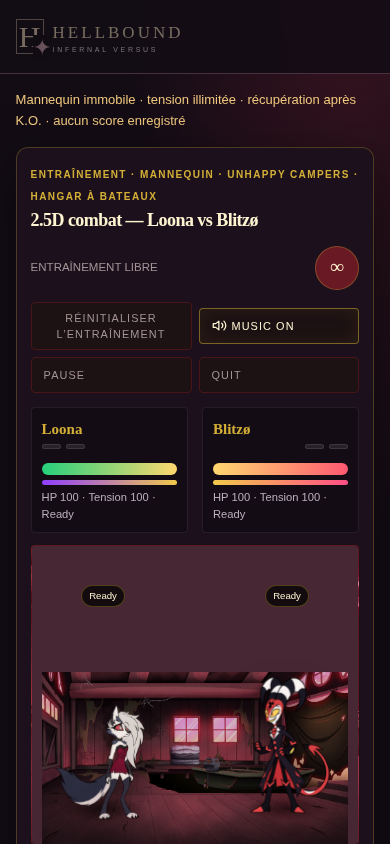 HELLBOUND
INFERNAL VERSUS
Mannequin immobile · tension illimitée · récupération après
K.O. · aucun score enregistré
ENTRAÎNEMENT · MANNEQUIN · UNHAPPY CAMPERS ·
HANGAR À BATEAUX
2.5D combat — Loona vs Blitzø
ENTRAÎNEMENT LIBRE
∞
RÉINITIALISER
L'ENTRAÎNEMENT
MUSIC ON
PAUSE
QUIT
Loona
HP 100 · Tension 100 ·
Ready
Blitzø
HP 100 · Tension 100 ·
Ready
Ready
Ready